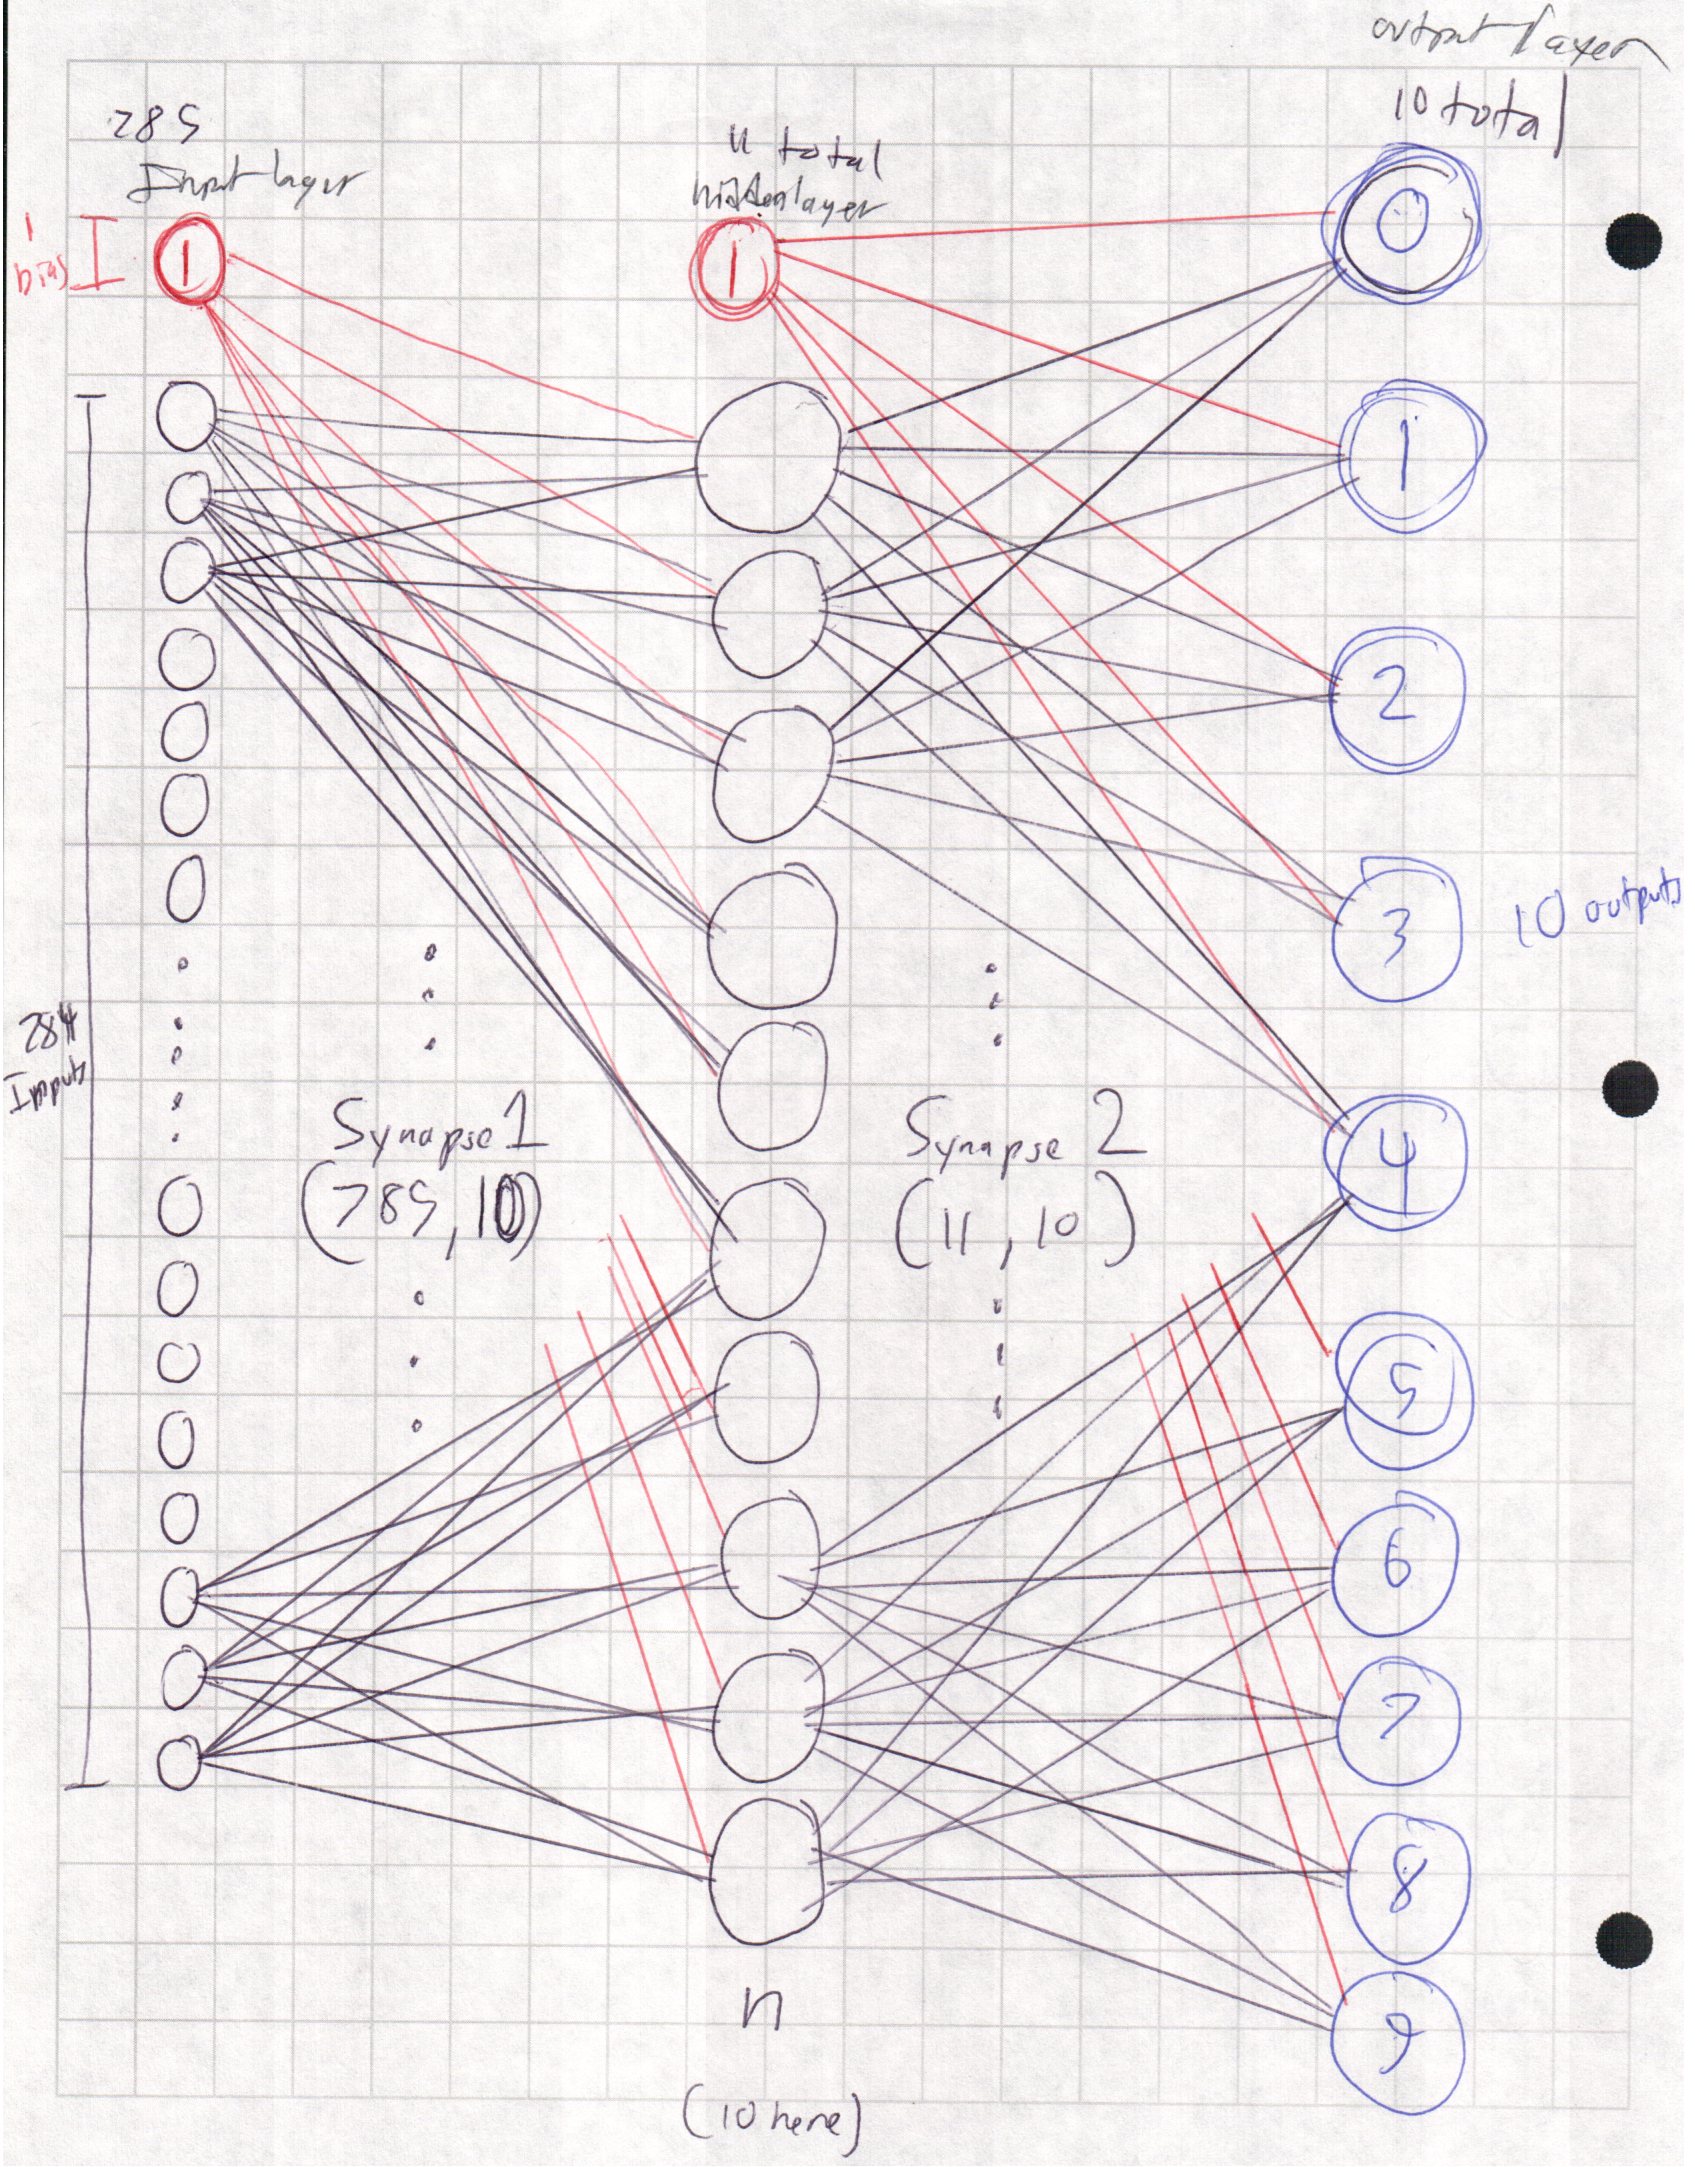 output layer
10 total
785
Input layer
11 total
hidden layer
1
bias
1
1
0
1
2
3
10 outputs
784
Inputs
Synapse 1
(785, 10)
Synapse 2
(11, 10)
4
5
6
7
8
9
n
(10 here)